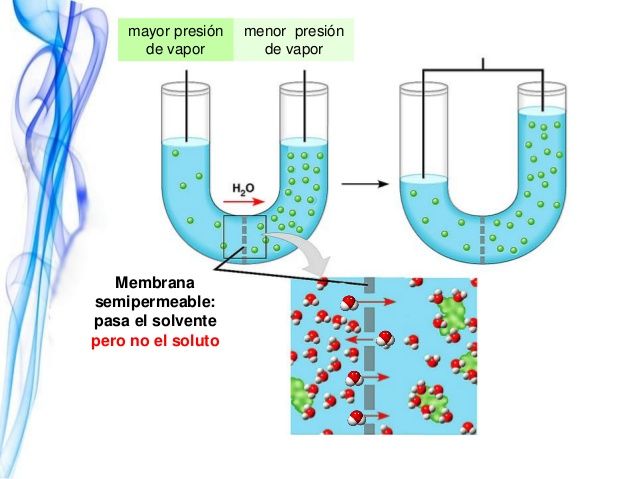 mayor presión
de vapor
menor presión
de vapor
H₂O
Membrana
semipermeable:
pasa el solvente
pero no el soluto